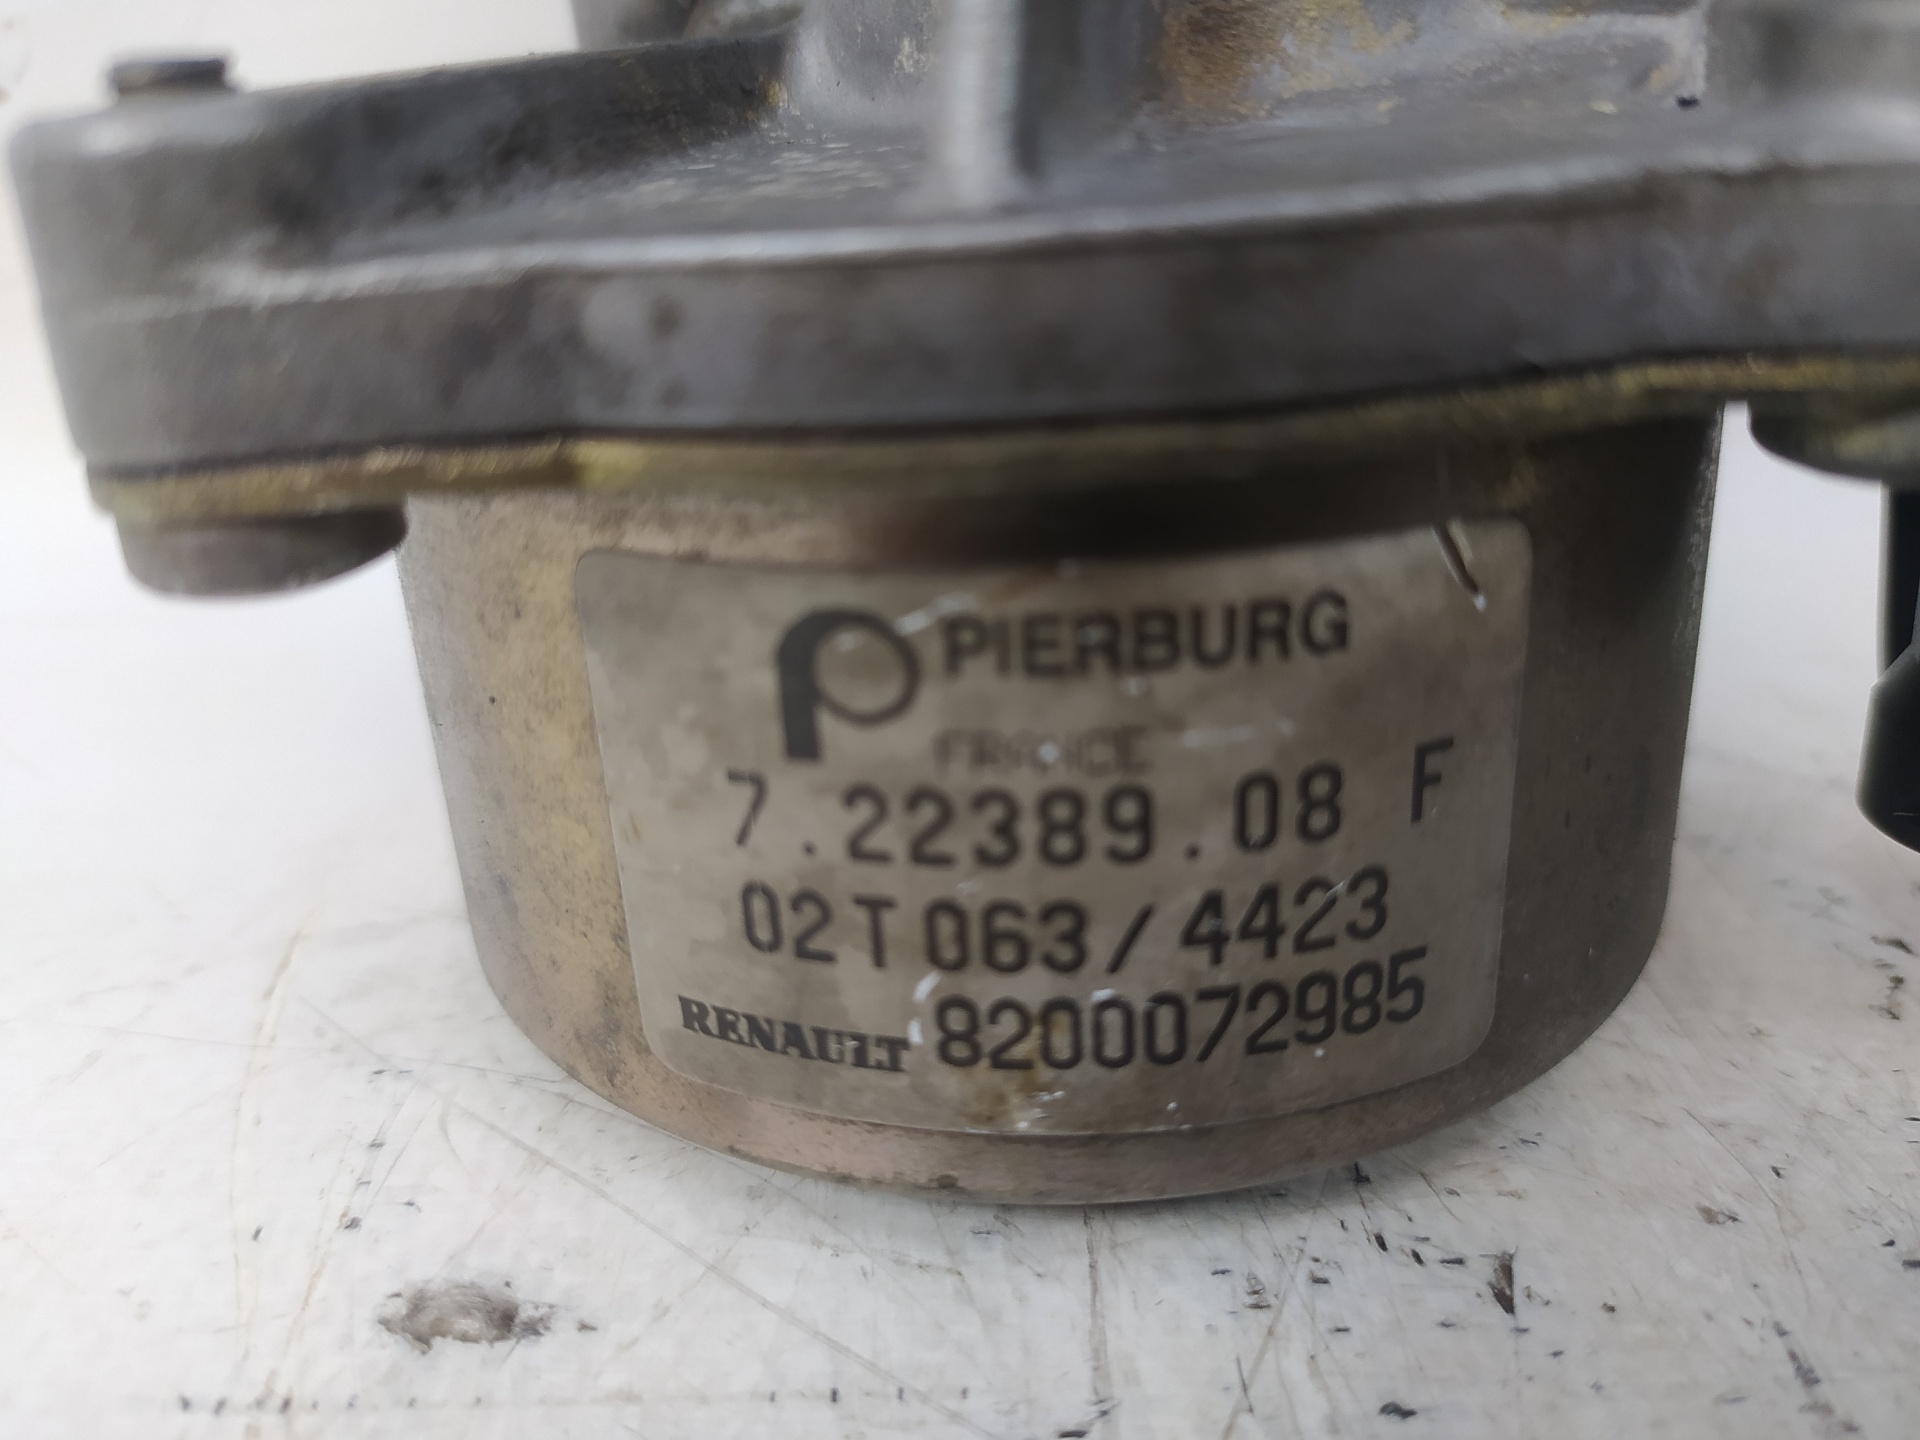 PIERBURG
FRANCE
7.22389.08 F
02T063/4423
RENAULT 8200072985